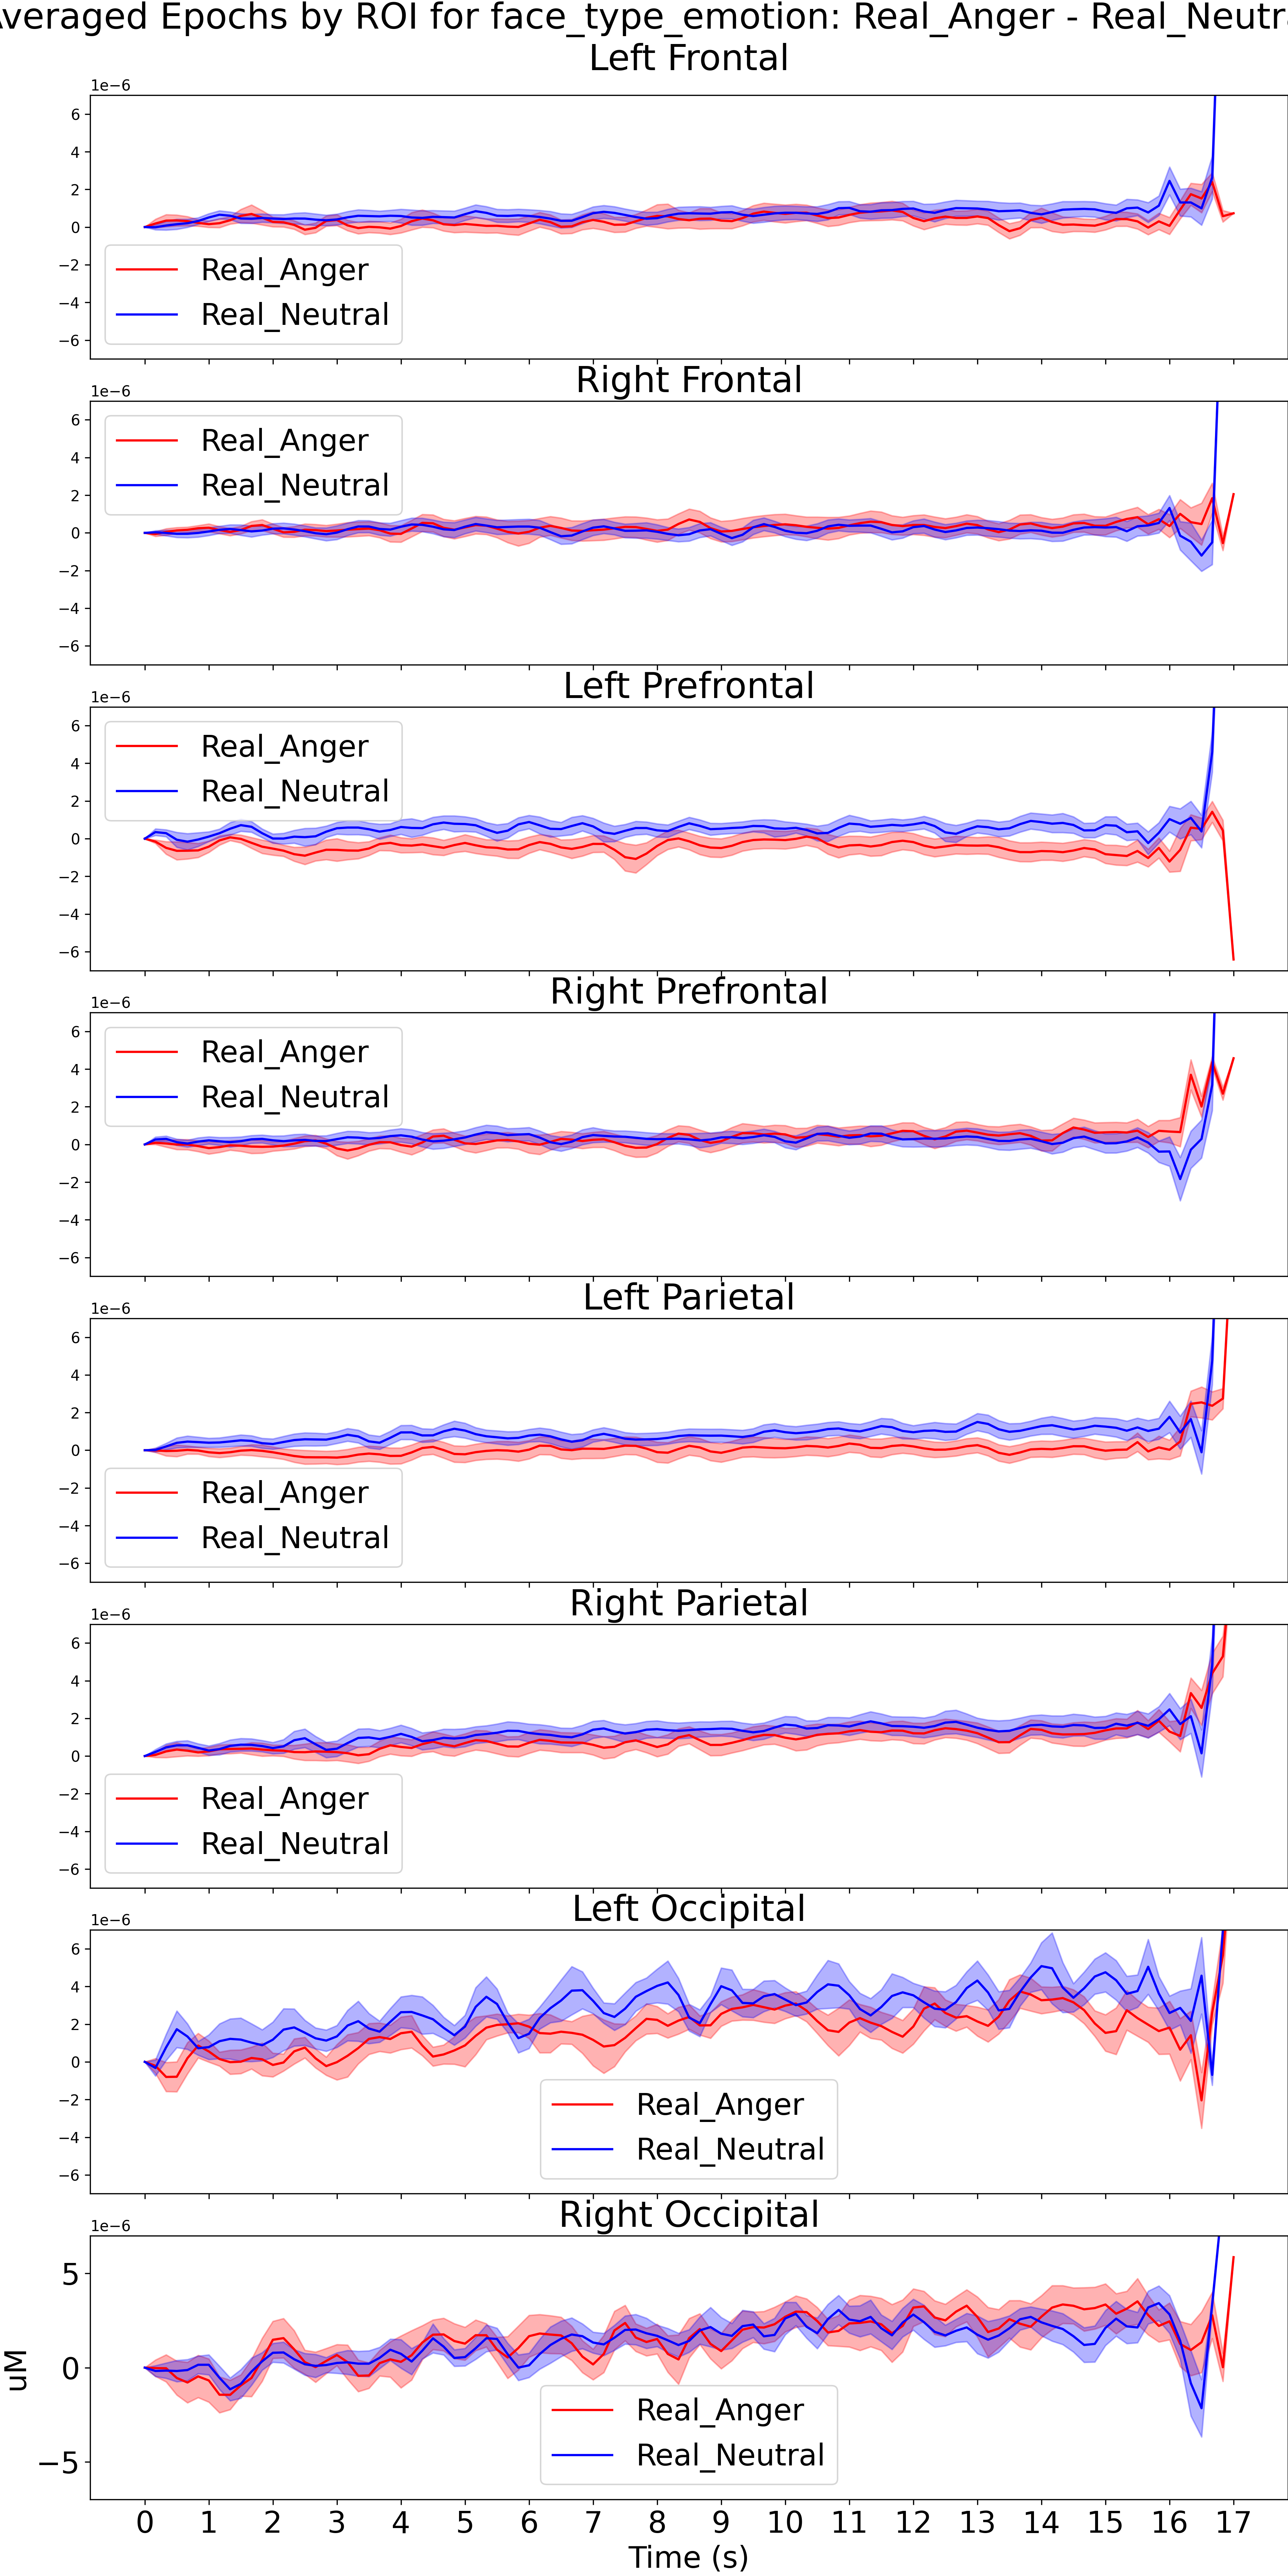 veraged Epochs by ROI for face_type_emotion: Real_Anger - Real_Neutra
Left Frontal
1e−6
6
4
2
0
−2
−4
−6
Real_Anger
Real_Neutral
Right Frontal
1e−6
6
4
2
0
−2
−4
−6
Real_Anger
Real_Neutral
Left Prefrontal
1e−6
6
4
2
0
−2
−4
−6
Real_Anger
Real_Neutral
Right Prefrontal
1e−6
6
4
2
0
−2
−4
−6
Real_Anger
Real_Neutral
Left Parietal
1e−6
6
4
2
0
−2
−4
−6
Real_Anger
Real_Neutral
Right Parietal
1e−6
6
4
2
0
−2
−4
−6
Real_Anger
Real_Neutral
Left Occipital
1e−6
6
4
2
0
−2
−4
−6
Real_Anger
Real_Neutral
Right Occipital
1e−6
5
0
−5
uM
Real_Anger
Real_Neutral
0 1 2 3 4 5 6 7 8 9 10 11 12 13 14 15 16 17
Time (s)